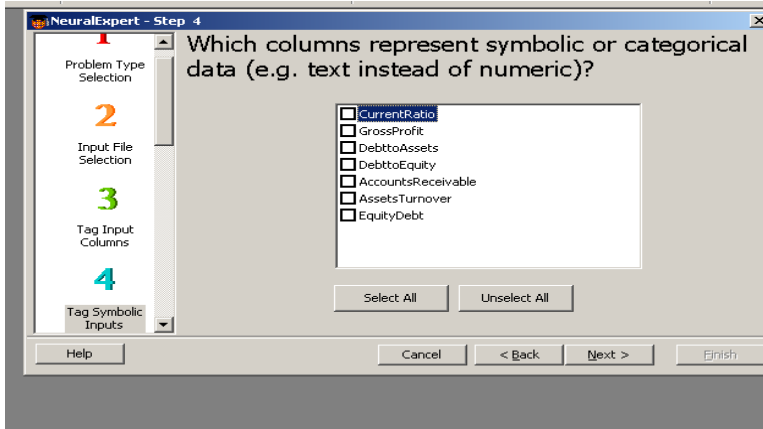 NeuralExpert - Step 4
1
Problem Type
Selection
2
Input File
Selection
3
Tag Input
Columns
4
Tag Symbolic
Inputs
Which columns represent symbolic or categorical
data (e.g. text instead of numeric)?
CurrentRatio
GrossProfit
DebttoAssets
DebttoEquity
AccountsReceivable
AssetsTurnover
EquityDebt
Select All
Unselect All
Help
Cancel
< Back
Next >
Finish